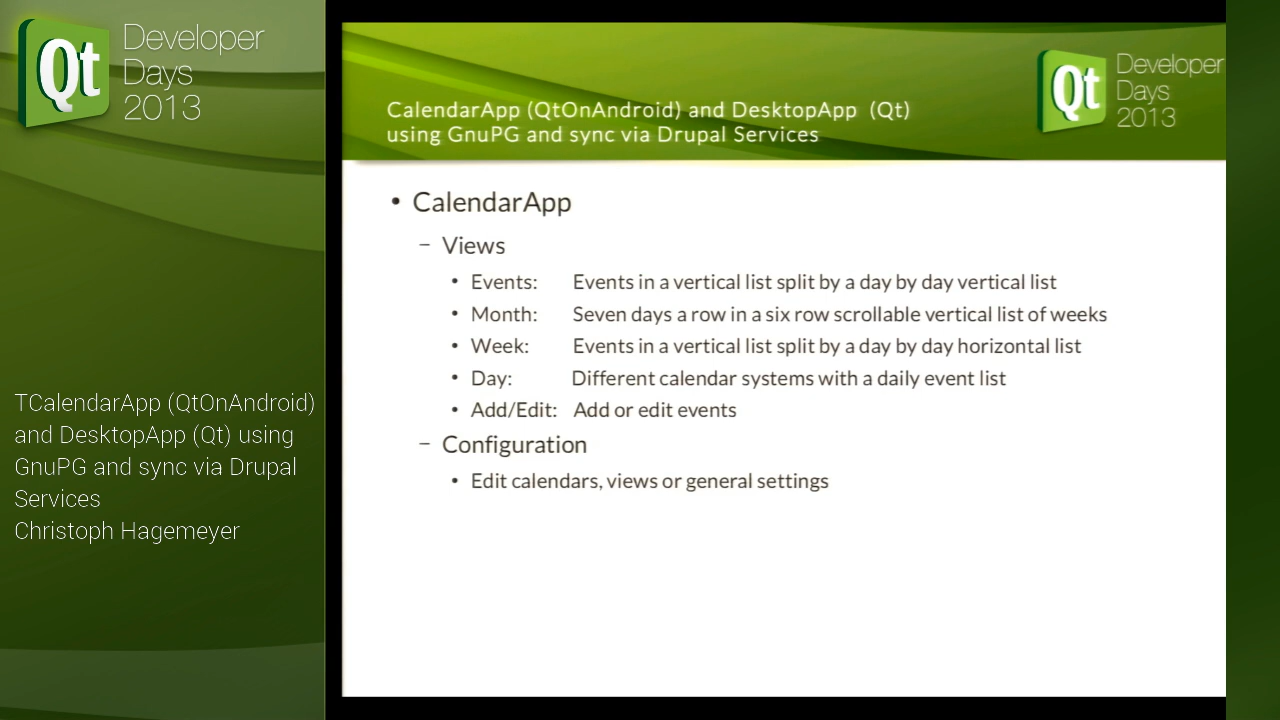 Qt Developer
Days
2013
TCalendarApp (QtOnAndroid)
and DesktopApp (Qt) using
GnuPG and sync via Drupal
Services
Christoph Hagemeyer
CalendarApp (QtOnAndroid) and DesktopApp (Qt)
using GnuPG and sync via Drupal Services
Qt Developer
Days
2013
• CalendarApp
– Views
• Events: Events in a vertical list split by a day by day vertical list
• Month: Seven days a row in a six row scrollable vertical list of weeks
• Week: Events in a vertical list split by a day by day horizontal list
• Day: Different calendar systems with a daily event list
• Add/Edit: Add or edit events
– Configuration
• Edit calendars, views or general settings